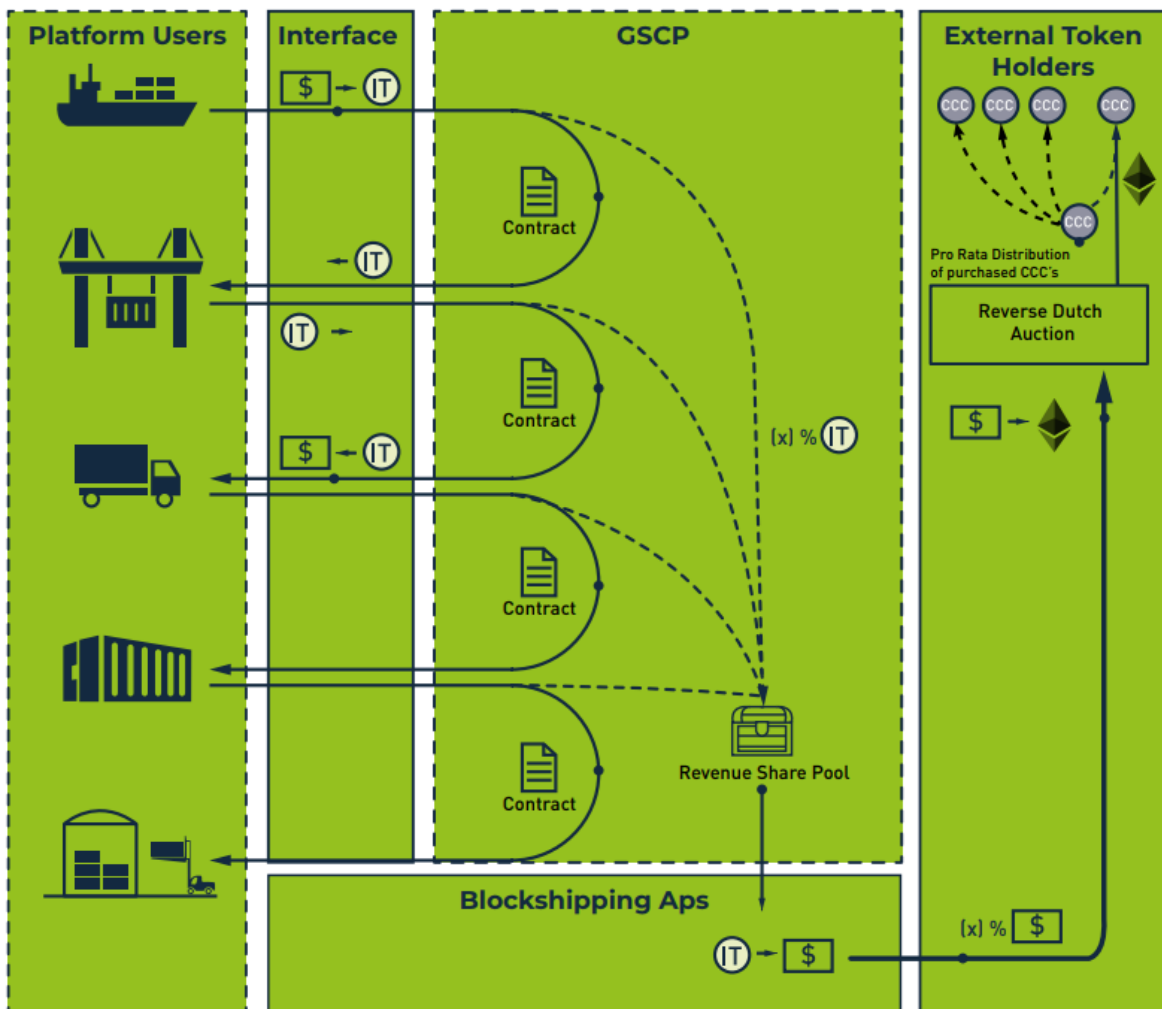 Platform Users
Interface
GSCP
External Token
Holders
$ IT
CCC CCC CCC CCC
CCC
Contract
IT
Pro Rata Distribution
of purchased CCC's
Reverse Dutch
Auction
IT
Contract
$
(x) % IT
$ IT
Contract
Revenue Share Pool
Contract
Blockshipping Aps
IT $
(x) % $